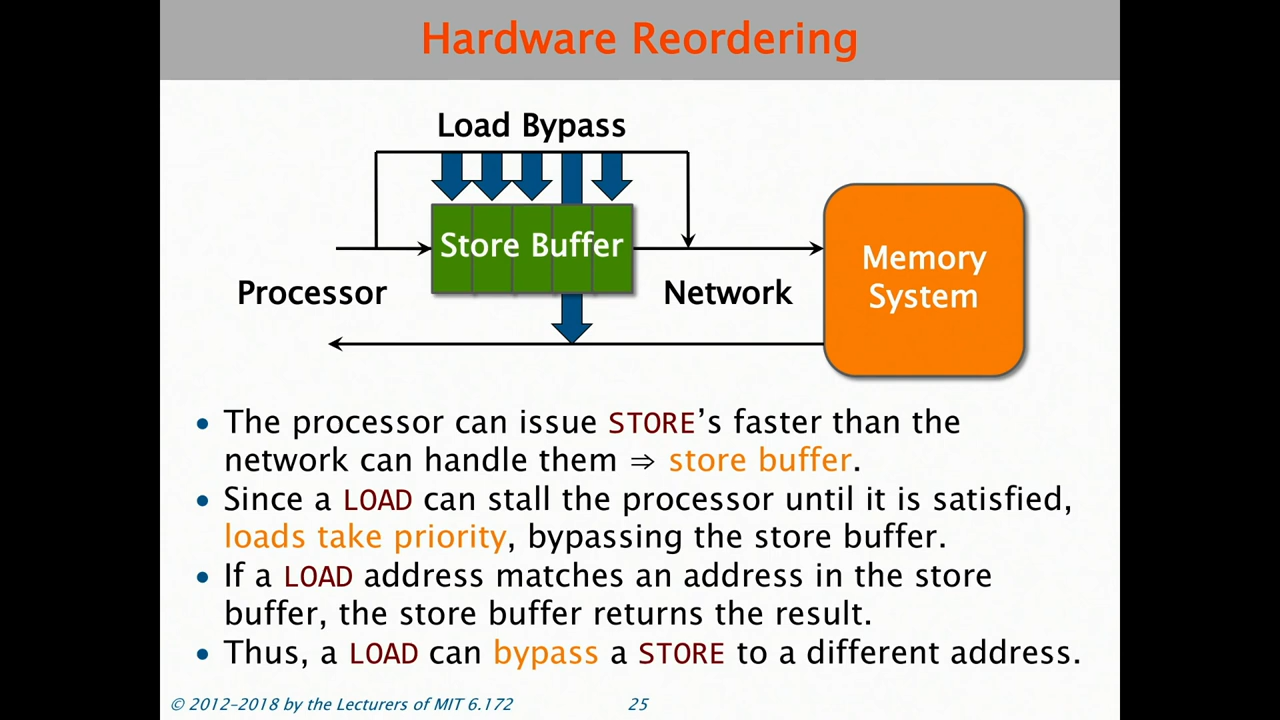 Hardware Reordering
Load Bypass
Store Buffer
Memory
System
Processor
Network
• The processor can issue STORE’s faster than the
network can handle them ⇒ store buffer.
• Since a LOAD can stall the processor until it is satisfied,
loads take priority, bypassing the store buffer.
• If a LOAD address matches an address in the store
buffer, the store buffer returns the result.
• Thus, a LOAD can bypass a STORE to a different address.
© 2012–2018 by the Lecturers of MIT 6.172
25